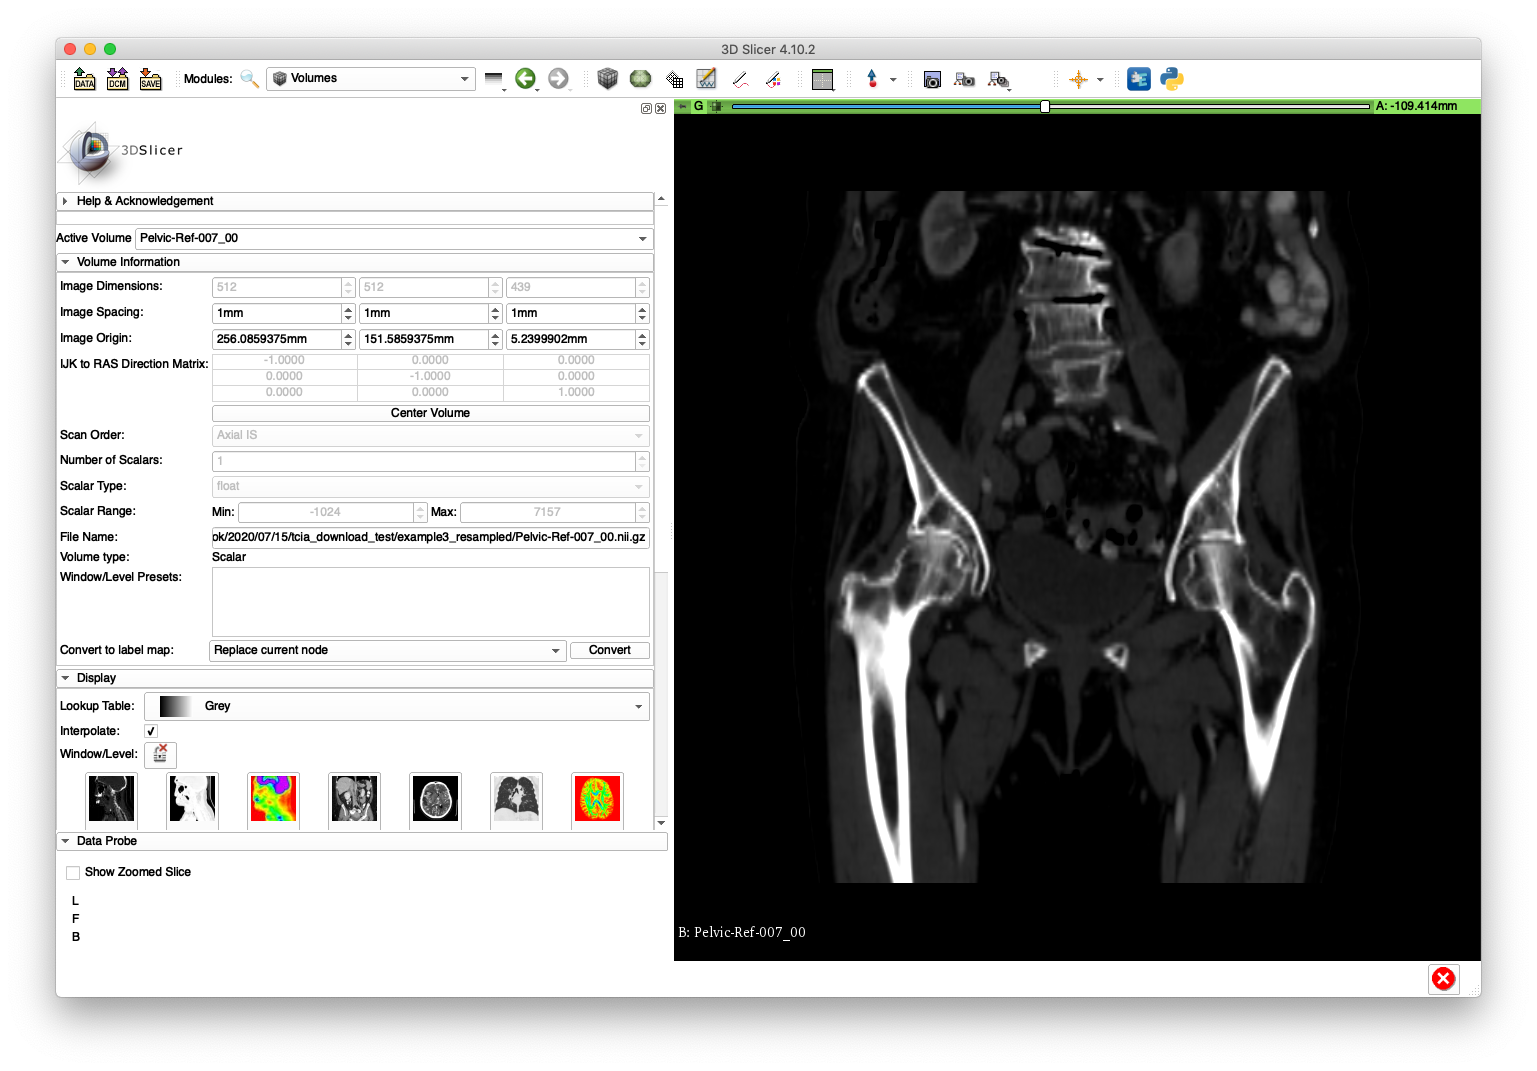 3D Slicer 4.10.2
DATA
DCM
SAVE
Modules:
Volumes
G
A: -109.414mm
3DSlicer
Help & Acknowledgement
Active Volume Pelvic-Ref-007_00
Volume Information
Image Dimensions: 512 512 439
Image Spacing: 1mm 1mm 1mm
Image Origin: 256.0859375mm 151.5859375mm 5.2399902mm
IJK to RAS Direction Matrix: -1.0000 0.0000 0.0000
0.0000 -1.0000 0.0000
0.0000 0.0000 1.0000
Center Volume
Scan Order: Axial IS
Number of Scalars: 1
Scalar Type: float
Scalar Range: Min: -1024 Max: 7157
File Name: ok/2020/07/15/tcia_download_test/example3_resampled/Pelvic-Ref-007_00.nii.gz
Volume type: Scalar
Window/Level Presets:
Convert to label map: Replace current node Convert
Display
Lookup Table: Grey
Interpolate:
Window/Level:
Data Probe
Show Zoomed Slice
L
F
B
B: Pelvic-Ref-007_00